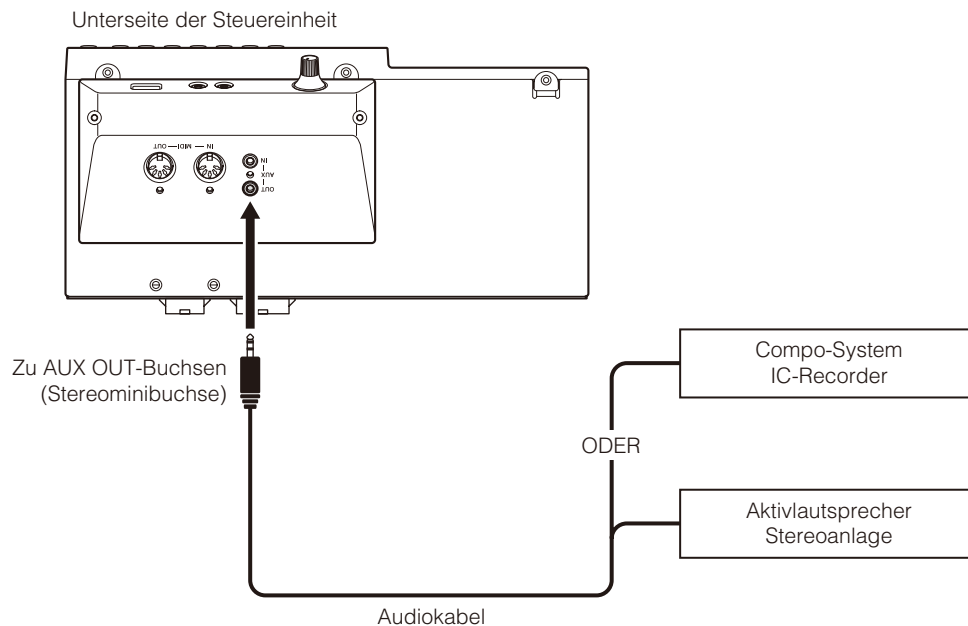 Unterseite der Steuereinheit
OUT — MIDI — IN
IN
AUX
OUT
Zu AUX OUT-Buchsen
(Stereominibuchse)
Compo-System
IC-Recorder
ODER
Aktivlautsprecher
Stereoanlage
Audiokabel